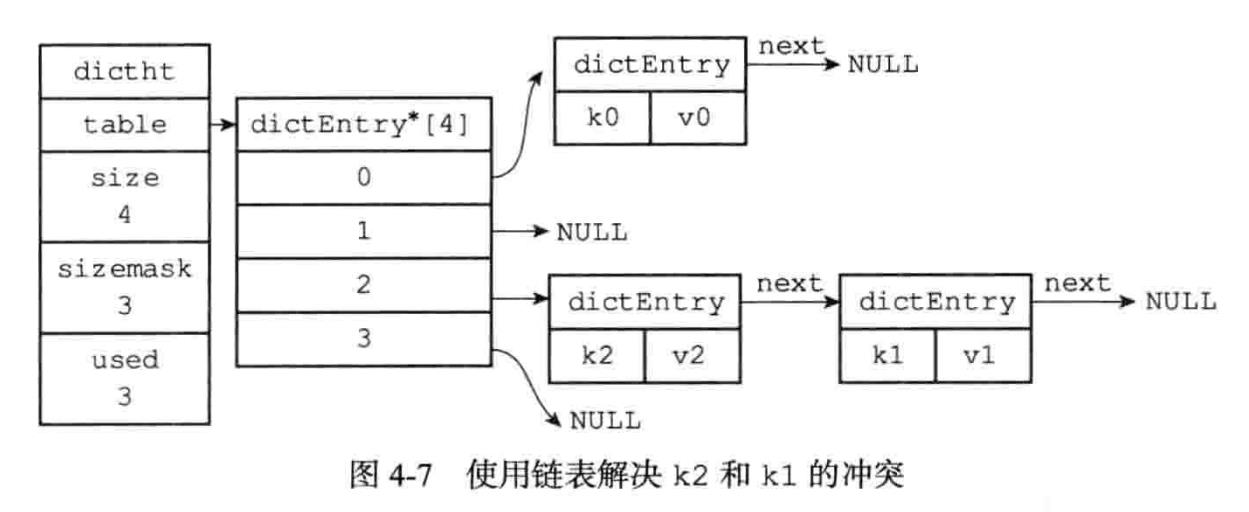 dictht
table
size
4
sizemask
3
used
3
dictEntry*[4]
0
1
2
3
dictEntry
k0 v0
next
NULL
NULL
dictEntry
k2 v2
next
dictEntry
k1 v1
next
NULL
NULL
图 4-7 使用链表解决 k2 和 k1 的冲突